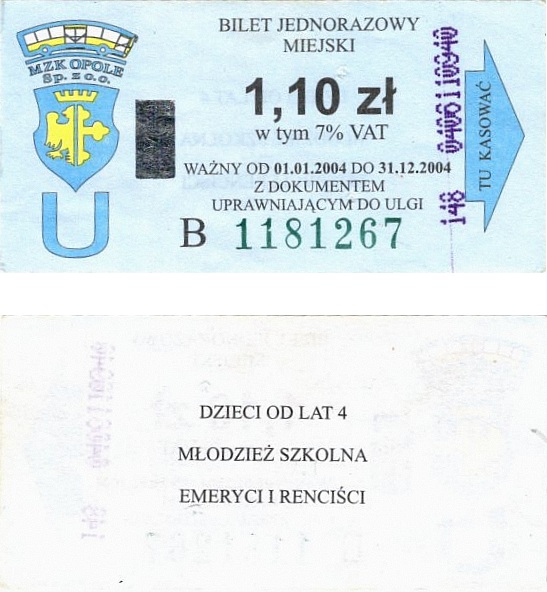 BILET JEDNORAZOWY
MIEJSKI
MZK OPOLE
Sp. z o.o.
1,10 zł
w tym 7% VAT
WAŻNY OD 01.01.2004 DO 31.12.2004
Z DOKUMENTEM
UPRAWNIAJĄCYM DO ULGI
U
B 1181267
TU KASOWAĆ
148
DZIECI OD LAT 4
MŁODZIEŻ SZKOLNA
EMERYCI I RENCIŚCI